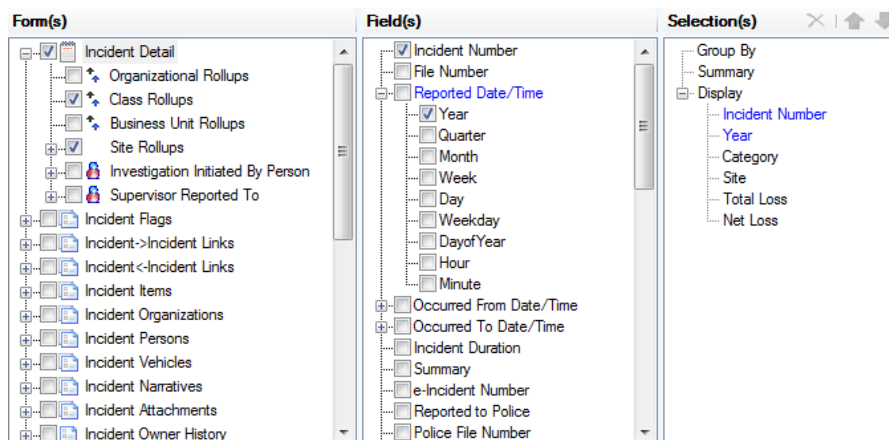 Form(s)
Incident Detail
Organizational Rollups
Class Rollups
Business Unit Rollups
Site Rollups
Investigation Initiated By Person
Supervisor Reported To
Incident Flags
Incident->Incident Links
Incident<-Incident Links
Incident Items
Incident Organizations
Incident Persons
Incident Vehicles
Incident Narratives
Incident Attachments
Incident Owner History
Field(s)
Incident Number
File Number
Reported Date/Time
Year
Quarter
Month
Week
Day
Weekday
DayofYear
Hour
Minute
Occurred From Date/Time
Occurred To Date/Time
Incident Duration
Summary
e-Incident Number
Reported to Police
Police File Number
Selection(s)
Group By
Summary
Display
Incident Number
Year
Category
Site
Total Loss
Net Loss